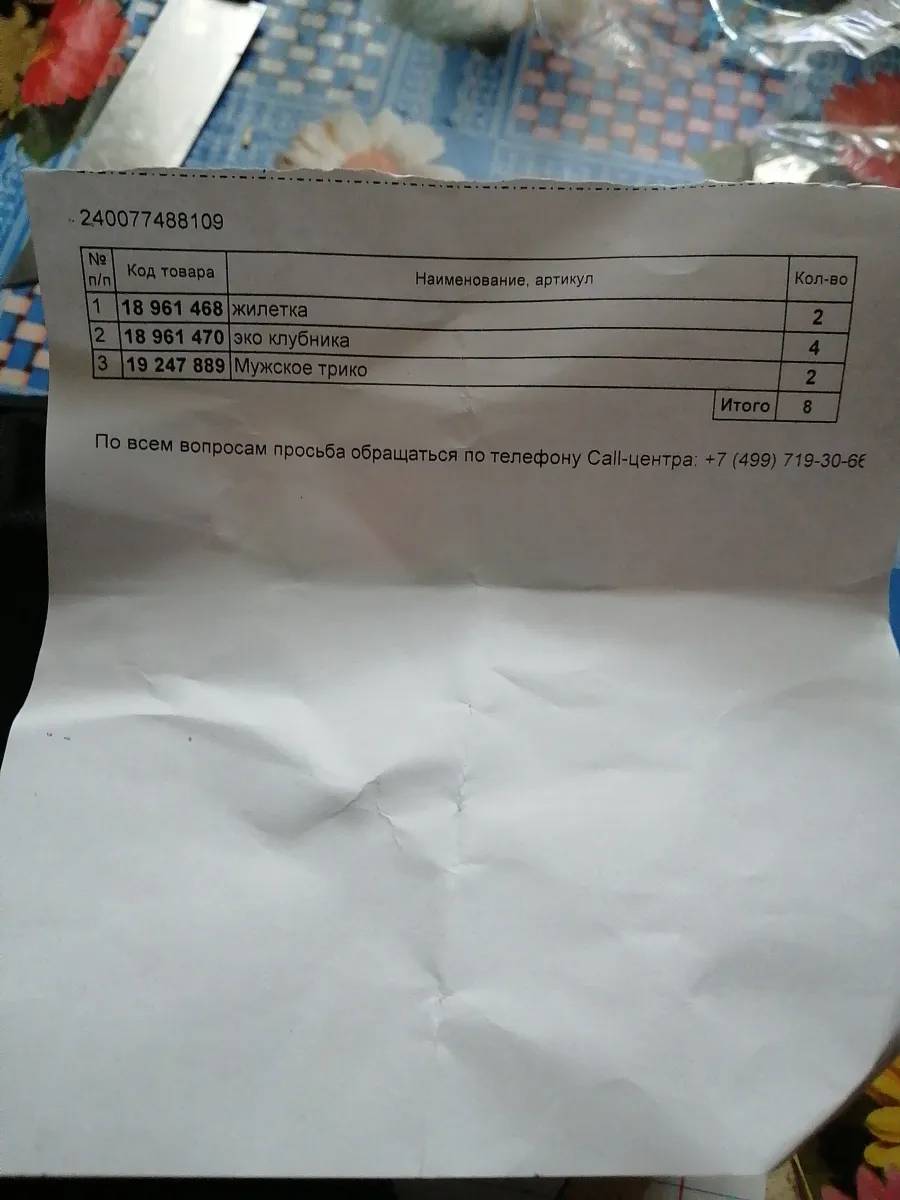 240077488109
№ п/п Код товара Наименование, артикул Кол-во
1 18 961 468 жилетка 2
2 18 961 470 эко клубника 4
3 19 247 889 Мужское трико 2
Итого 8
По всем вопросам просьба обращаться по телефону Call-центра: +7 (499) 719-30-66